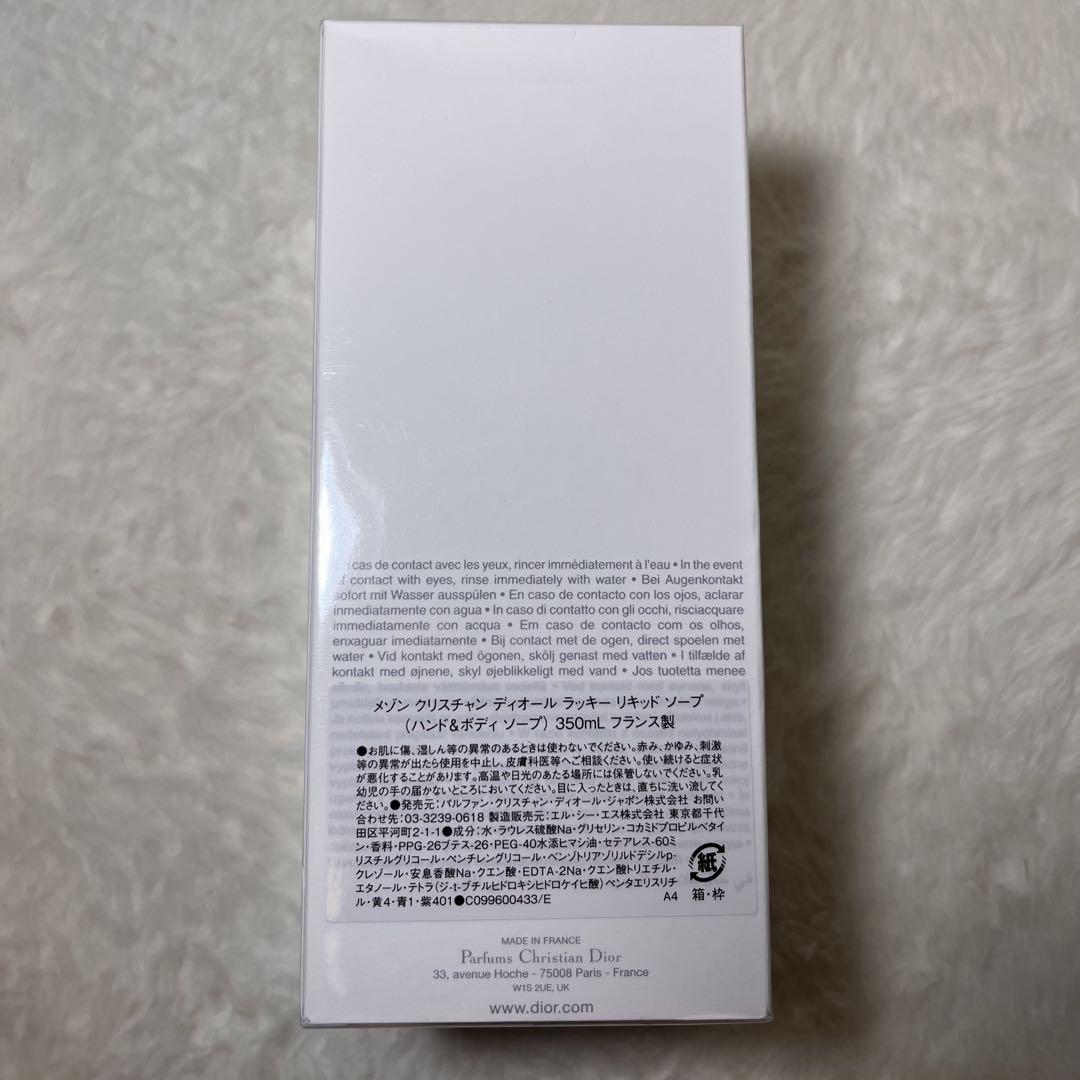 cas de contact avec les yeux, rincer immédiatement à l'eau • In the event
contact with eyes, rinse immediately with water • Bei Augenkontakt
sofort mit Wasser ausspülen • En caso de contacto con los ojos, aclarar
inmediatamente con agua • In caso di contatto con gli occhi, risciacquare
immediatamente con acqua • Em caso de contacto com os olhos,
enxaguar imediatamente • Bij contact met de ogen, direct spoelen met
water • Vid kontakt med ögonen, skölj genast med vatten • I tilfælde af
kontakt med øjnene, skyl øjeblikkeligt med vand • Jos tuotetta menee
メゾン クリスチャン ディオール ラッキー リキッド ソープ
(ハンド&ボディ ソープ) 350mL フランス製
●お肌に傷、湿しん等の異常のあるときは使わないでください。赤み、かゆみ、刺激
等の異常が出たら使用を中止し、皮膚科医等へご相談ください。使い続けると症状
が悪化することがあります。高温や日光のあたる場所には保管しないでください。乳
幼児の手の届かないところにおいてください。目に入ったときは、直ちに洗い流してく
ださい。●発売元:パルファン・クリスチャン・ディオール・ジャポン株式会社 お問い
合わせ先:03-3239-0618 製造販売元:エル・シー・エス株式会社 東京都千代
田区平河町2-1-1●成分:水・ラウレス硫酸Na・グリセリン・コカミドプロピルベタイ
ン・香料・PPG-26ブテス-26・PEG-40水添ヒマシ油・セテアレス-60ミ
リスチルグリコール・ペンチレングリコール・ベンゾトリアゾリルドデシルp-
クレゾール・安息香酸Na・クエン酸・EDTA-2Na・クエン酸トリエチル・
エタノール・テトラ(ジ-t-ブチルヒドロキシヒドロケイヒ酸)ペンタエリスリチ
ル・黄4・青1・紫401●C099600433/E
A4
紙
箱・枠
MADE IN FRANCE
Parfums Christian Dior
33, avenue Hoche - 75008 Paris - France
W1S 2UE, UK
www.dior.com